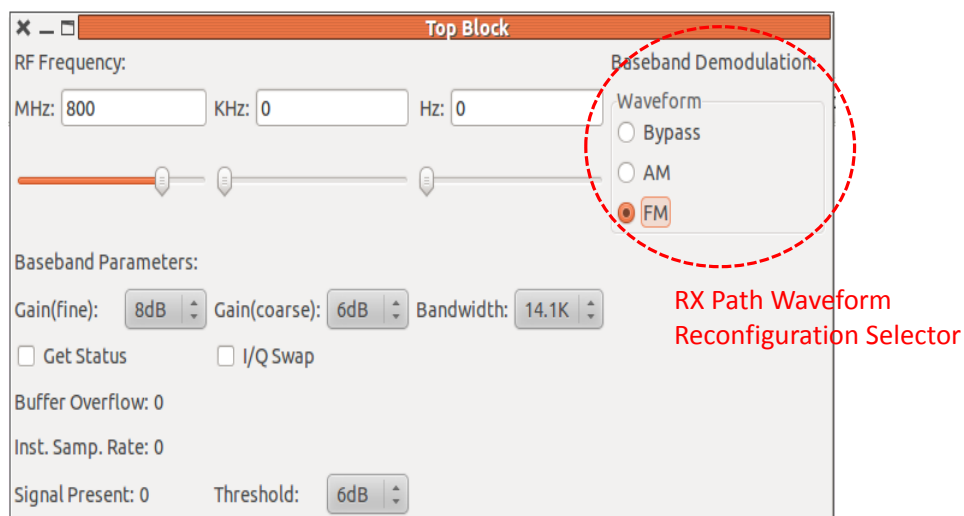 Top Block
RF Frequency:
Baseband Demodulation:
MHz: 800 KHz: 0 Hz: 0
Waveform
Bypass
AM
FM
Baseband Parameters:
Gain(fine): 8dB Gain(coarse): 6dB Bandwidth: 14.1K
Get Status I/Q Swap
Buffer Overflow: 0
Inst. Samp. Rate: 0
Signal Present: 0 Threshold: 6dB
RX Path Waveform
Reconfiguration Selector